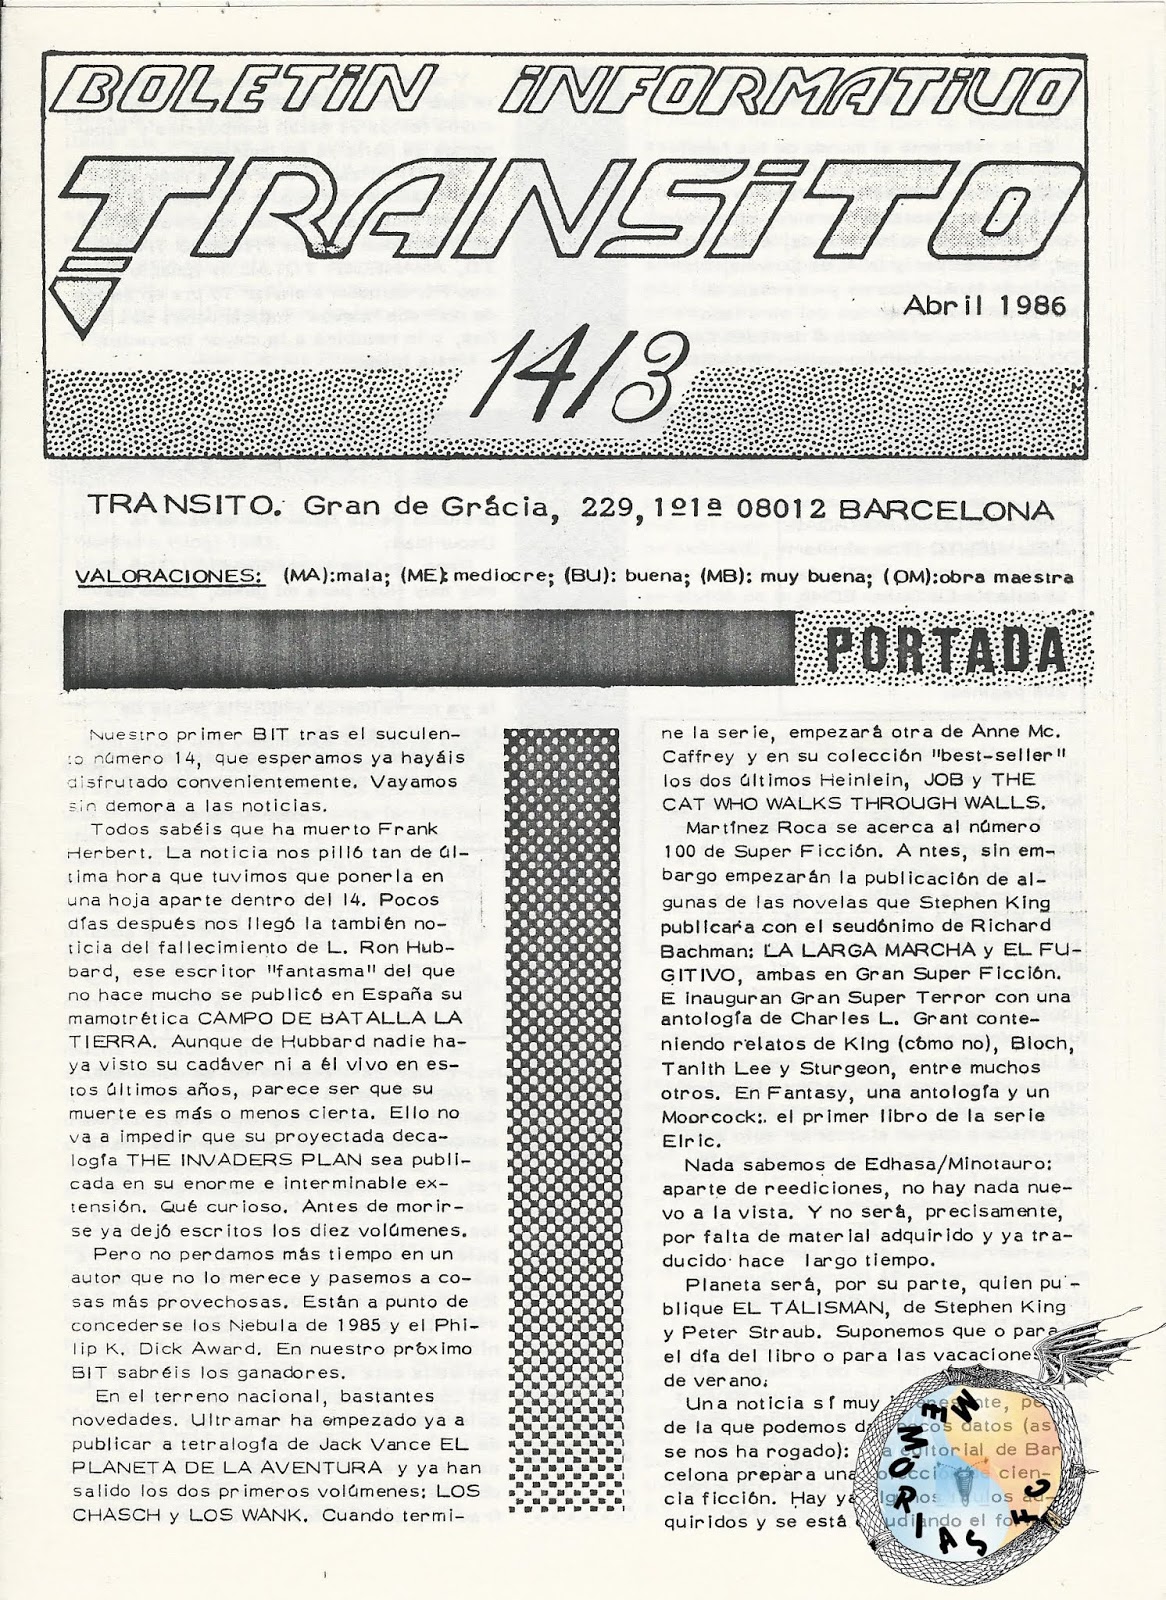 BOLETiN iNFORMATiVO
TRANSiTO
Abril 1986
14/3
TRANSITO. Gran de Grácia, 229, 1º1ª 08012 BARCELONA
VALORACIONES: (MA):mala; (ME): mediocre; (BU): buena; (MB): muy buena; (OM):obra maestra
PORTADA
Nuestro primer BIT tras el suculen-
to número 14, que esperamos ya hayáis
disfrutado convenientemente. Vayamos
sin demora a las noticias.
Todos sabéis que ha muerto Frank
Herbert. La noticia nos pilló tan de úl-
tima hora que tuvimos que ponerla en
una hoja aparte dentro del 14. Pocos
días después nos llegó la también no-
ticia del fallecimiento de L. Ron Hub-
bard, ese escritor "fantasma" del que
no hace mucho se publicó en España su
mamotrética CAMPO DE BATALLA LA
TIERRA. Aunque de Hubbard nadie ha-
ya visto su cadáver ni a él vivo en es-
tos últimos años, parece ser que su
muerte es más o menos cierta. Ello no
va a impedir que su proyectada deca-
logía THE INVADERS PLAN sea publi-
cada en su enorme e interminable ex-
tensión. Qué curioso. Antes de morir-
se ya dejó escritos los diez volúmenes.
Pero no perdamos más tiempo en un
autor que no lo merece y pasemos a co-
sas más provechosas. Están a punto de
concederse los Nebula de 1985 y el Phi-
lip K. Dick Award. En nuestro próximo
BIT sabréis los ganadores.
En el terreno nacional, bastantes
novedades. Ultramar ha empezado ya a
publicar a tetralogía de Jack Vance EL
PLANETA DE LA AVENTURA y ya han
salido los dos primeros volúmenes: LOS
CHASCH y LOS WANK. Cuando termi-
ne la serie, empezará otra de Anne Mc.
Caffrey y en su colección "best-seller"
los dos últimos Heinlein, JOB y THE
CAT WHO WALKS THROUGH WALLS.
Martínez Roca se acerca al número
100 de Super Ficción. A ntes, sin em-
bargo empezarán la publicación de al-
gunas de las novelas que Stephen King
publicara con el seudónimo de Richard
Bachman: LA LARGA MARCHA y EL FU-
GITIVO, ambas en Gran Super Ficción.
E inauguran Gran Super Terror con una
antología de Charles L. Grant conte-
niendo relatos de King (cómo no), Bloch,
Tanith Lee y Sturgeon, entre muchos
otros. En Fantasy, una antología y un
Moorcock:. el primer libro de la serie
Elric.
Nada sabemos de Edhasa/Minotauro:
aparte de reediciones, no hay nada nue-
vo a la vista. Y no será, precisamente,
por falta de material adquirido y ya tra-
ducido hace largo tiempo.
Planeta será, por su parte, quien pu-
blique EL TALISMAN, de Stephen King
y Peter Straub. Suponemos que o para
el día del libro o para las vacaciones
de verano.
Una noticia sí muy
de la que podemos datos (as
se nos ha rogado): editorial de Bar
celona prepara una colección de cien-
cia ficción. Hay ya títulos ad-
quiridos y se está el
MEMORIAS CF